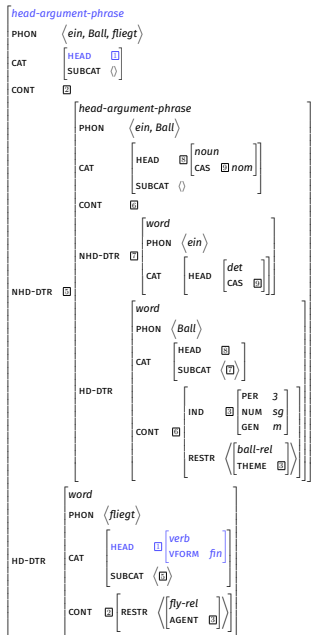 head-argument-phrase
PHON ⟨ein, Ball, fliegt⟩
CAT HEAD 1
SUBCAT ⟨⟩
CONT 2
head-argument-phrase
PHON ⟨ein, Ball⟩
CAT HEAD 8 noun
CAS 9 nom
SUBCAT ⟨⟩
CONT 6
word
PHON ⟨ein⟩
NHD-DTR 7
CAT HEAD det
CAS 9
NHD-DTR 5
word
PHON ⟨Ball⟩
CAT HEAD 8
SUBCAT ⟨7⟩
HD-DTR
PER 3
IND 3 NUM sg
GEN m
CONT 6
RESTR ⟨ball-rel
THEME 3⟩
word
PHON ⟨fliegt⟩
CAT HEAD 1 verb
VFORM fin
HD-DTR
SUBCAT ⟨5⟩
CONT 2 RESTR ⟨fly-rel
AGENT 3⟩